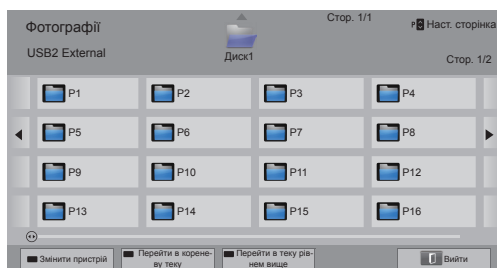 Фотографії
Стор. 1/1
P Наст. сторінка
USB2 External
Диск1
Стор. 1/2
P1
P2
P3
P4
P5
P6
P7
P8
P9
P10
P11
P12
P13
P14
P15
P16
Змінити пристрій
Перейти в корене-
ву теку
Перейти в теку рів-
нем вище
Вийти